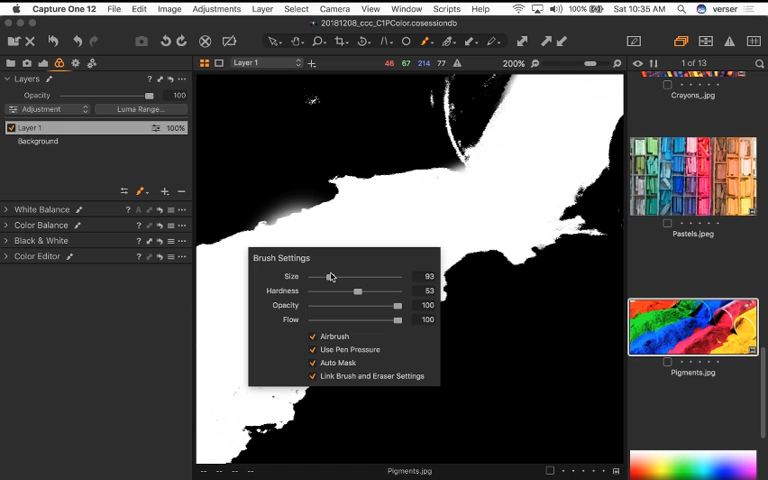 Capture One 12 File Edit Image Adjustments Layer Select Camera View Window Scripts Help 100% Sat 10:35 AM verser
20181208_ccc_C1PColor.cosessiondb
Layers ?
Opacity 100
Adjustment Luma Range...
Layer 1 100%
Background
White Balance ? A
Color Balance ?
Black & White ?
Color Editor ?
Layer 1 46 67 214 77 200% 1 of 13
Brush Settings
Size 93
Hardness 53
Opacity 100
Flow 100
Airbrush
Use Pen Pressure
Auto Mask
Link Brush and Eraser Settings
-- -- -- -- Pigments.jpg
Crayons_.jpg
Pastels.jpeg
Pigments.jpg